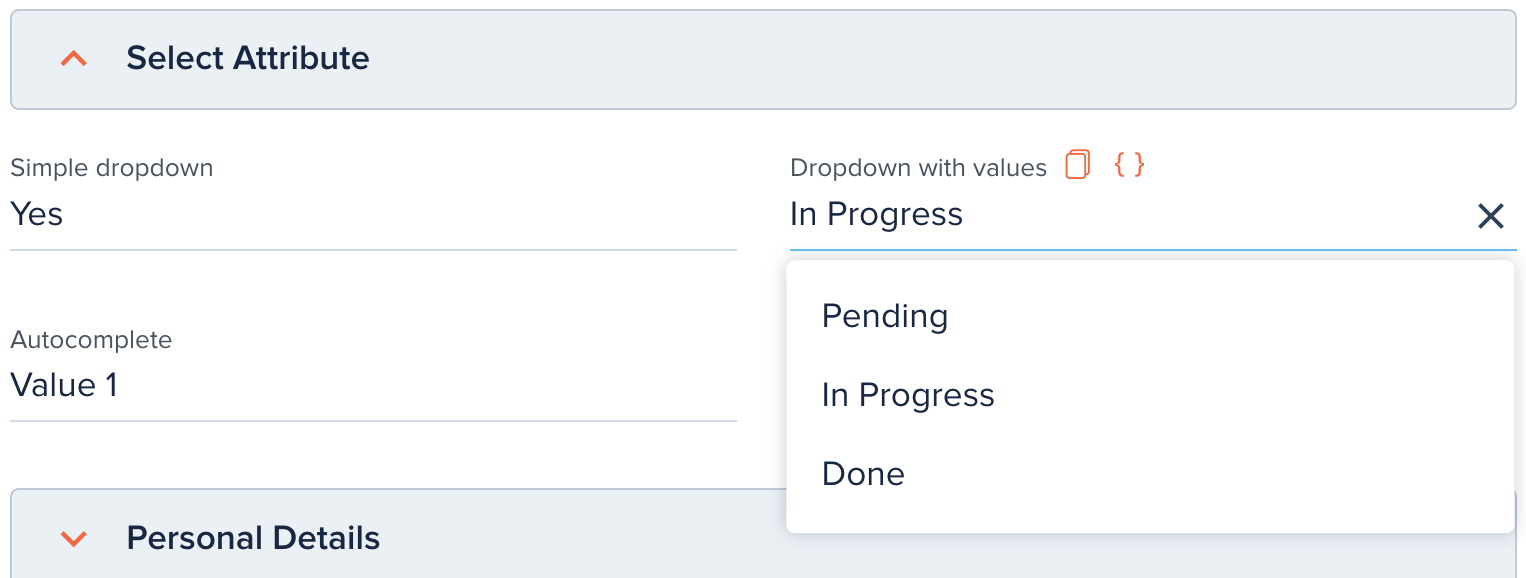 Select Attribute
Simple dropdown
Yes
Dropdown with values { }
In Progress
Pending
In Progress
Done
Autocomplete
Value 1
Personal Details